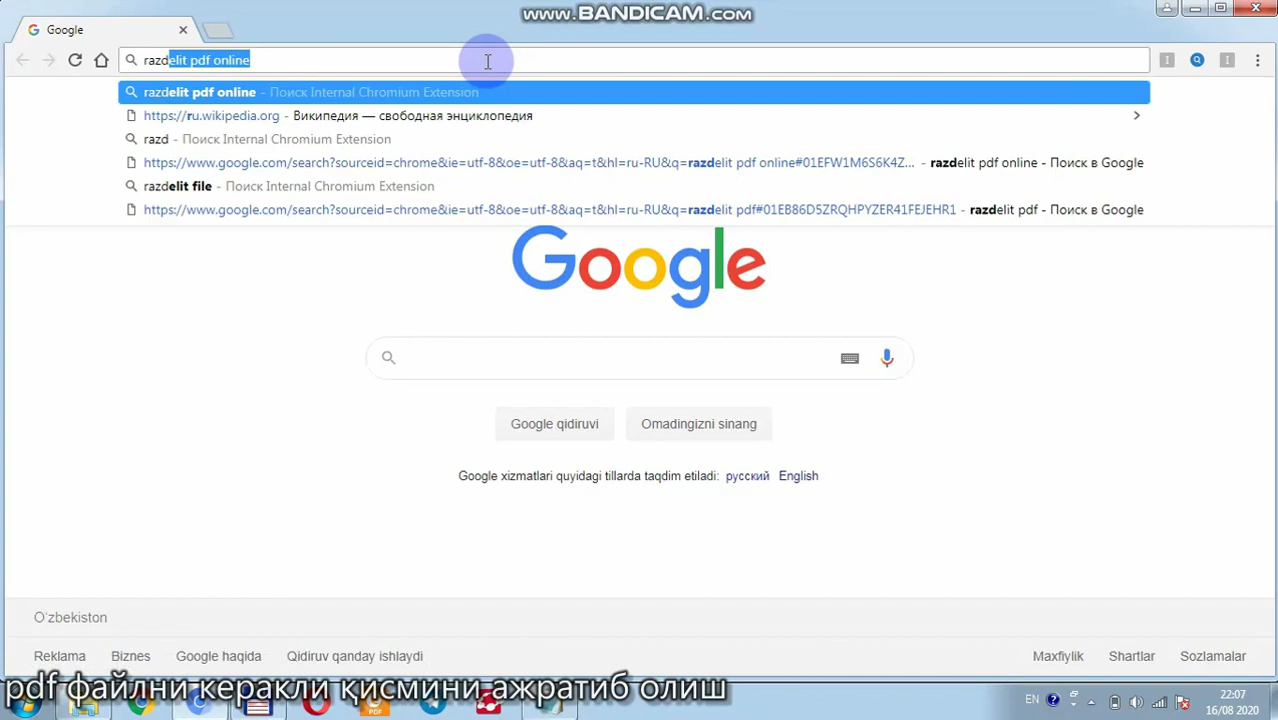 www.BANDICAM.com
Google
razdelit pdf online
razdelit pdf online - Поиск Internal Chromium Extension
https://ru.wikipedia.org - Википедия — свободная энциклопедия
razd - Поиск Internal Chromium Extension
https://www.google.com/search?sourceid=chrome&ie=utf-8&oe=utf-8&aq=t&hl=ru-RU&q=razdelit pdf online#01EFW1M6S6K4Z... - razdelit pdf online - Поиск в Google
razdelit file - Поиск Internal Chromium Extension
https://www.google.com/search?sourceid=chrome&ie=utf-8&oe=utf-8&aq=t&hl=ru-RU&q=razdelit pdf#01EB86D5ZRQHPYZER41FEJEHR1 - razdelit pdf - Поиск в Google
Google
Google qidiruvi Omadingizni sinang
Google xizmatlari quyidagi tillarda taqdim etiladi: русский English
Oʻzbekiston
Reklama Biznes Google haqida Qidiruv qanday ishlaydi Maxfiylik Shartlar Sozlamalar
pdf файлни керакли қисмини ажратиб олиш
PDF
EN 22:07
16/08 2020